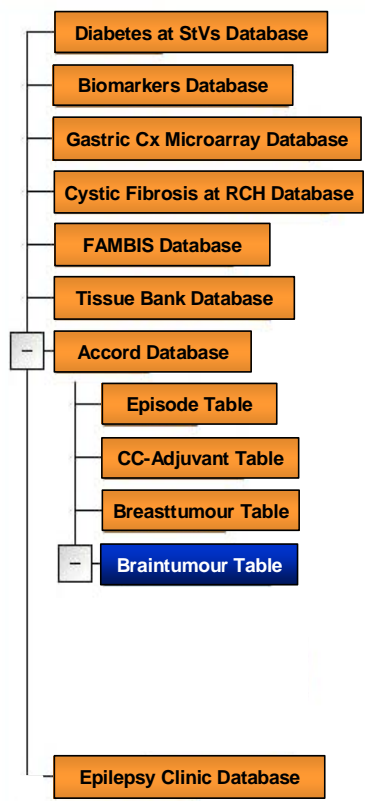 Diabetes at StVs Database
Biomarkers Database
Gastric Cx Microarray Database
Cystic Fibrosis at RCH Database
FAMBIS Database
Tissue Bank Database
Accord Database
Episode Table
CC-Adjuvant Table
Breasttumour Table
Braintumour Table
Epilepsy Clinic Database